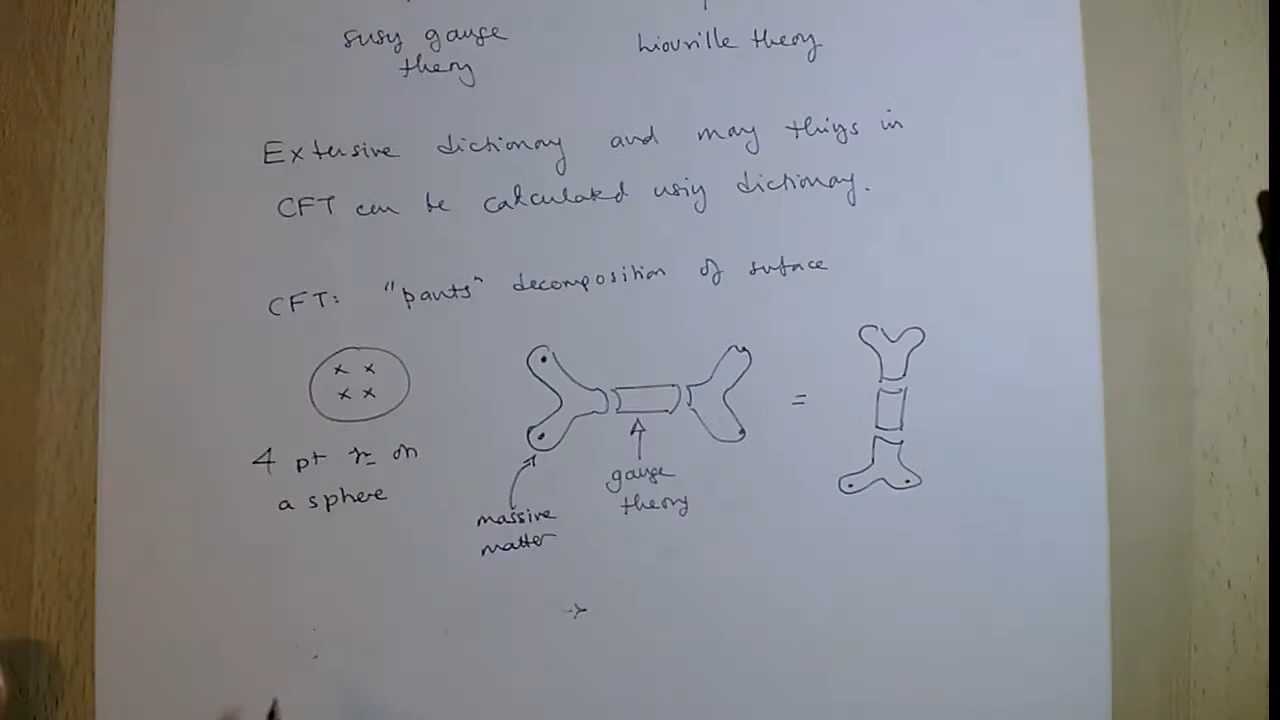 susy gauge Liouville theory
theory
Extensive dictionary and many things in
CFT can be calculated using dictionary.
CFT: "pants" decomposition of surface
x x
x x
=
4 pt on
a sphere
gauge
theory
massive
matter